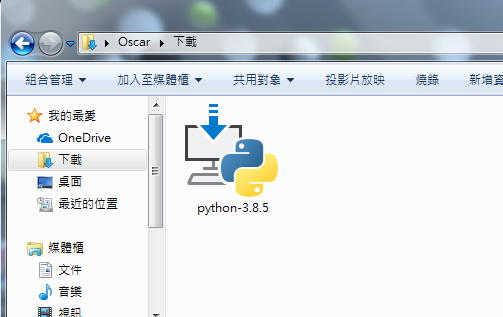 Oscar 下載
組合管理 加入至媒體櫃 共用對象 投影片放映 燒錄 新增資
我的最愛
OneDrive
下載
桌面
最近的位置
python-3.8.5
媒體櫃
文件
音樂
視訊